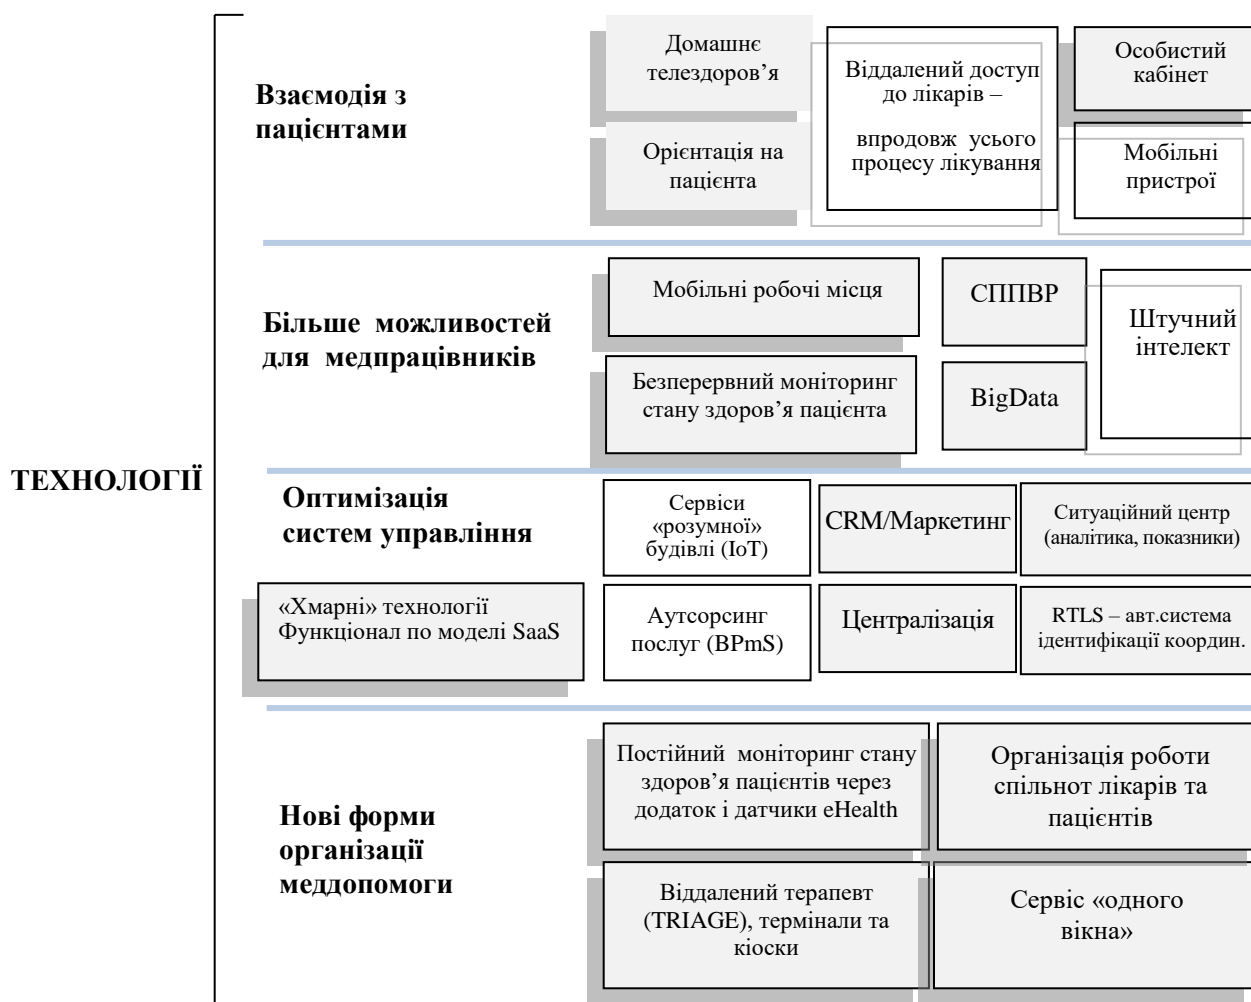 ТЕХНОЛОГІЇ
Взаємодія з
пацієнтами
Домашнє
телездоров’я
Орієнтація на
пацієнта
Віддалений доступ
до лікарів –
впродовж усього
процесу лікування
Особистий
кабінет
Мобільні
пристрої
Більше можливостей
для медпрацівників
Мобільні робочі місця
Безперервний моніторинг
стану здоров’я пацієнта
СППВР
BigData
Штучний
інтелект
Оптимізація
систем управління
«Хмарні» технології
Функціонал по моделі SaaS
Сервіси
«розумної»
будівлі (IoT)
CRM/Маркетинг
Ситуаційний центр
(аналітика, показники)
Аутсорсинг
послуг (BPmS)
Централізація
RTLS – авт.система
ідентифікації координ.
Нові форми
організації
меддопомоги
Постійний моніторинг стану
здоров’я пацієнтів через
додаток і датчики eHealth
Організація роботи
спільнот лікарів та
пацієнтів
Віддалений терапевт
(TRIAGE), термінали та
кіоски
Сервіс «одного
вікна»